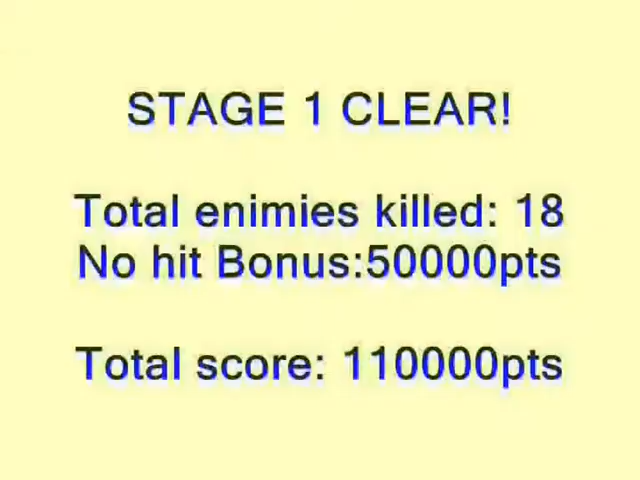 STAGE 1 CLEAR!
Total enimies killed: 18
No hit Bonus:50000pts
Total score: 110000pts